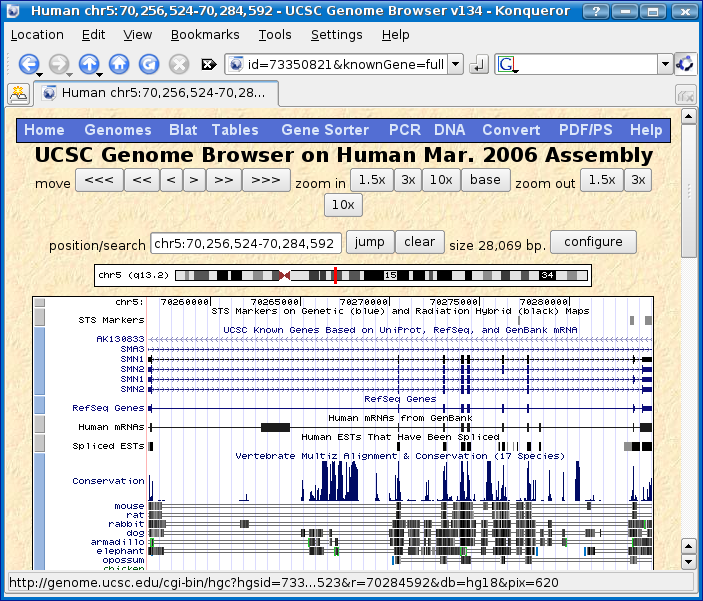 Human chr5:70,256,524-70,284,592 - UCSC Genome Browser v134 - Konqueror
Location Edit View Bookmarks Tools Settings Help
id=73350821&knownGene=full
Human chr5:70,256,524-70,28...
Home Genomes Blat Tables Gene Sorter PCR DNA Convert PDF/PS Help
UCSC Genome Browser on Human Mar. 2006 Assembly
move <<< << < > >> >>> zoom in 1.5x 3x 10x base zoom out 1.5x 3x
10x
position/search chr5:70,256,524-70,284,592 jump clear size 28,069 bp. configure
chr5 (q13.2) 15 34
chr5: 70260000 70265000 70270000 70275000 70280000
STS Markers on Genetic (blue) and Radiation Hybrid (black) Maps
STS Markers
UCSC Known Genes Based on UniProt, RefSeq, and GenBank mRNA
AK130833
SMA3
SMN1
SMN2
SMN1
SMN2
RefSeq Genes
RefSeq Genes
Human mRNAs from GenBank
Human mRNAs
Human ESTs That Have Been Spliced
Spliced ESTs
Vertebrate Multiz Alignment & Conservation (17 Species)
Conservation
mouse
rat
rabbit
dog
armadillo
elephant
opossum
chicken
http://genome.ucsc.edu/cgi-bin/hgc?hgsid=733...523&r=70284592&db=hg18&pix=620